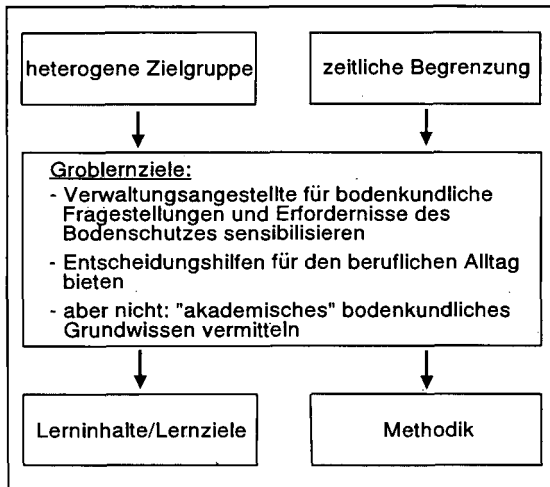 heterogene Zielgruppe
zeitliche Begrenzung
Groblernziele:
- Verwaltungsangestellte für bodenkundliche
Fragestellungen und Erfordernisse des
Bodenschutzes sensibilisieren
- Entscheidungshilfen für den beruflichen Alltag
bieten
- aber nicht: "akademisches" bodenkundliches
Grundwissen vermitteln
Lerninhalte/Lernziele
Methodik